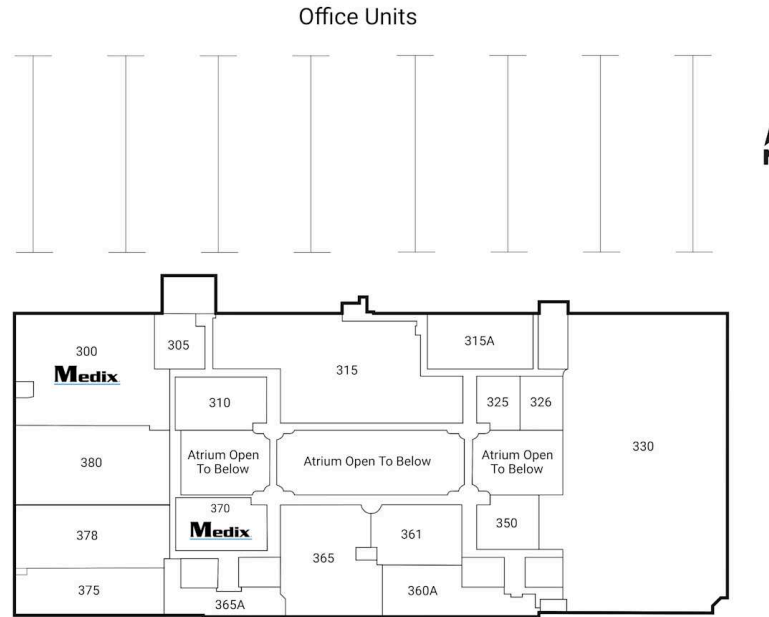 Office Units
300
Medix
305
315
315A
310
325
326
380
Atrium Open
To Below
Atrium Open To Below
Atrium Open
To Below
330
370
Medix
350
378
361
365
375
365A
360A